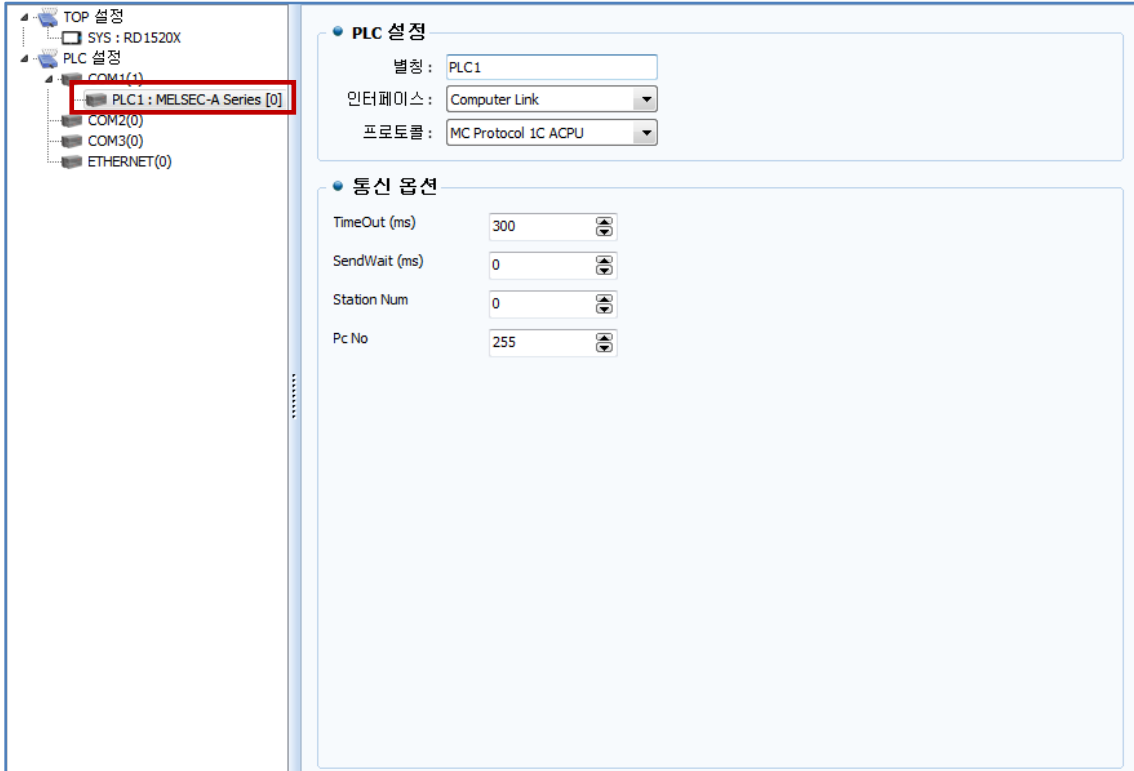 TOP 설정
SYS : RD1520X
PLC 설정
COM1(1)
PLC1 : MELSEC-A Series [0]
COM2(0)
COM3(0)
ETHERNET(0)
PLC 설정
별칭 : PLC1
인터페이스 : Computer Link
프로토콜 : MC Protocol 1C ACPU
통신 옵션
TimeOut (ms) 300
SendWait (ms) 0
Station Num 0
Pc No 255